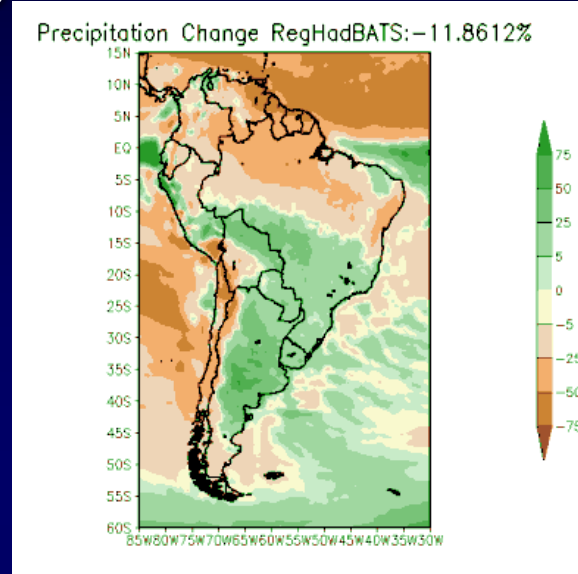 Precipitation Change RegHadBATS:-11.8612%
15N
10N
5N
EQ
5S
10S
15S
20S
25S
30S
35S
40S
45S
50S
55S
60S
85W80W75W70W65W60W55W50W45W40W35W30W
75
50
25
5
0
-5
-25
-50
-75